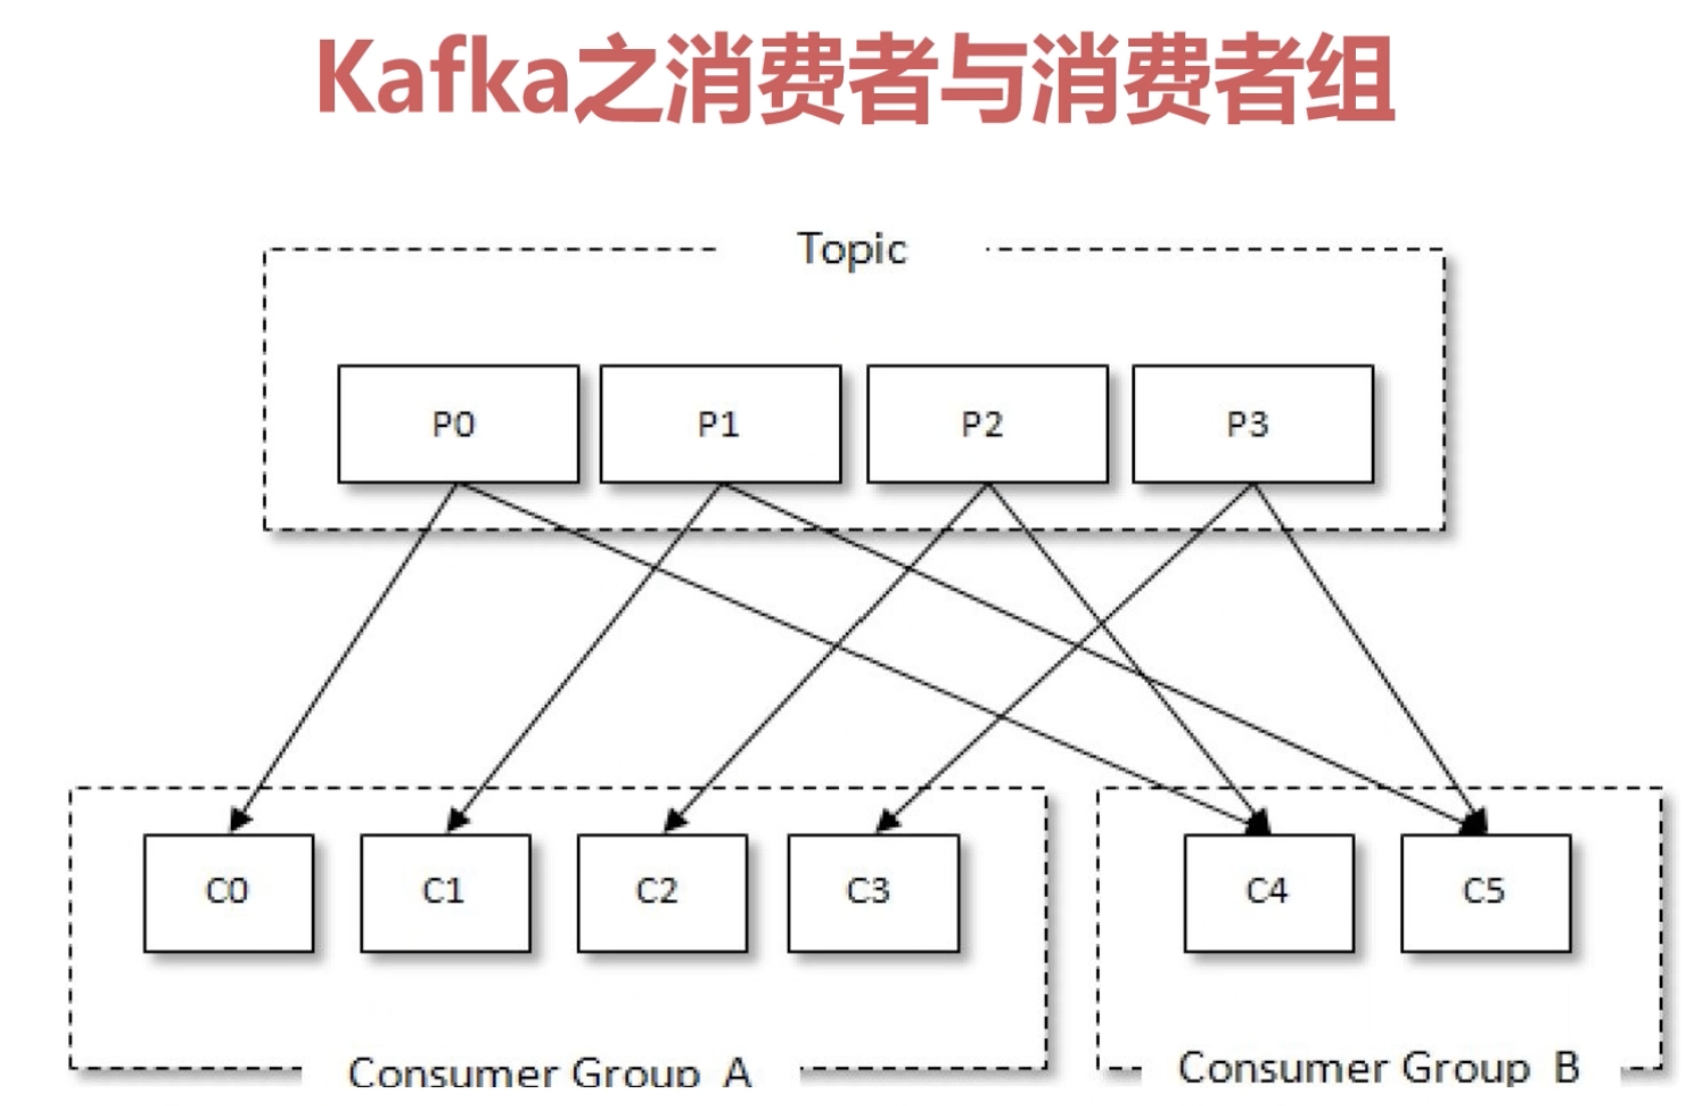 Kafka之消费者与消费者组
Topic
P0
P1
P2
P3
C0
C1
C2
C3
C4
C5
Consumer Group A
Consumer Group B